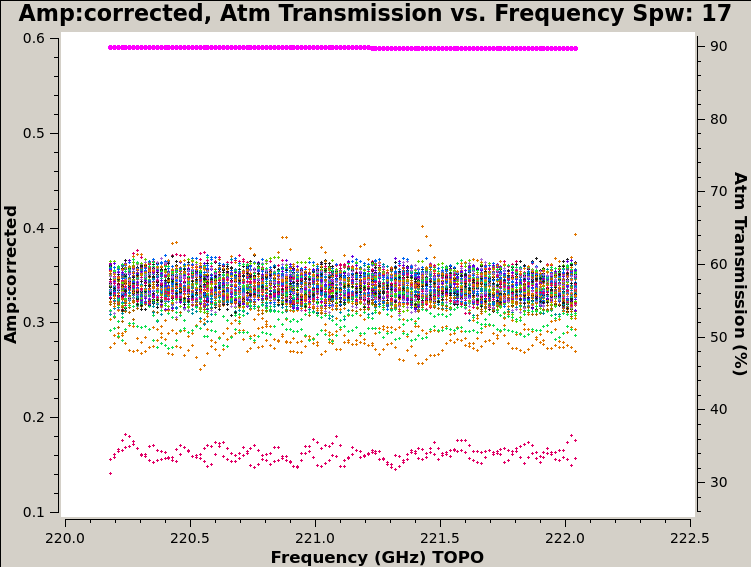 Amp:corrected, Atm Transmission vs. Frequency Spw: 17
0.6
0.5
0.4
0.3
0.2
0.1
Amp:corrected
90
80
70
60
50
40
30
Atm Transmission (%)
220.0 220.5 221.0 221.5 222.0 222.5
Frequency (GHz) TOPO